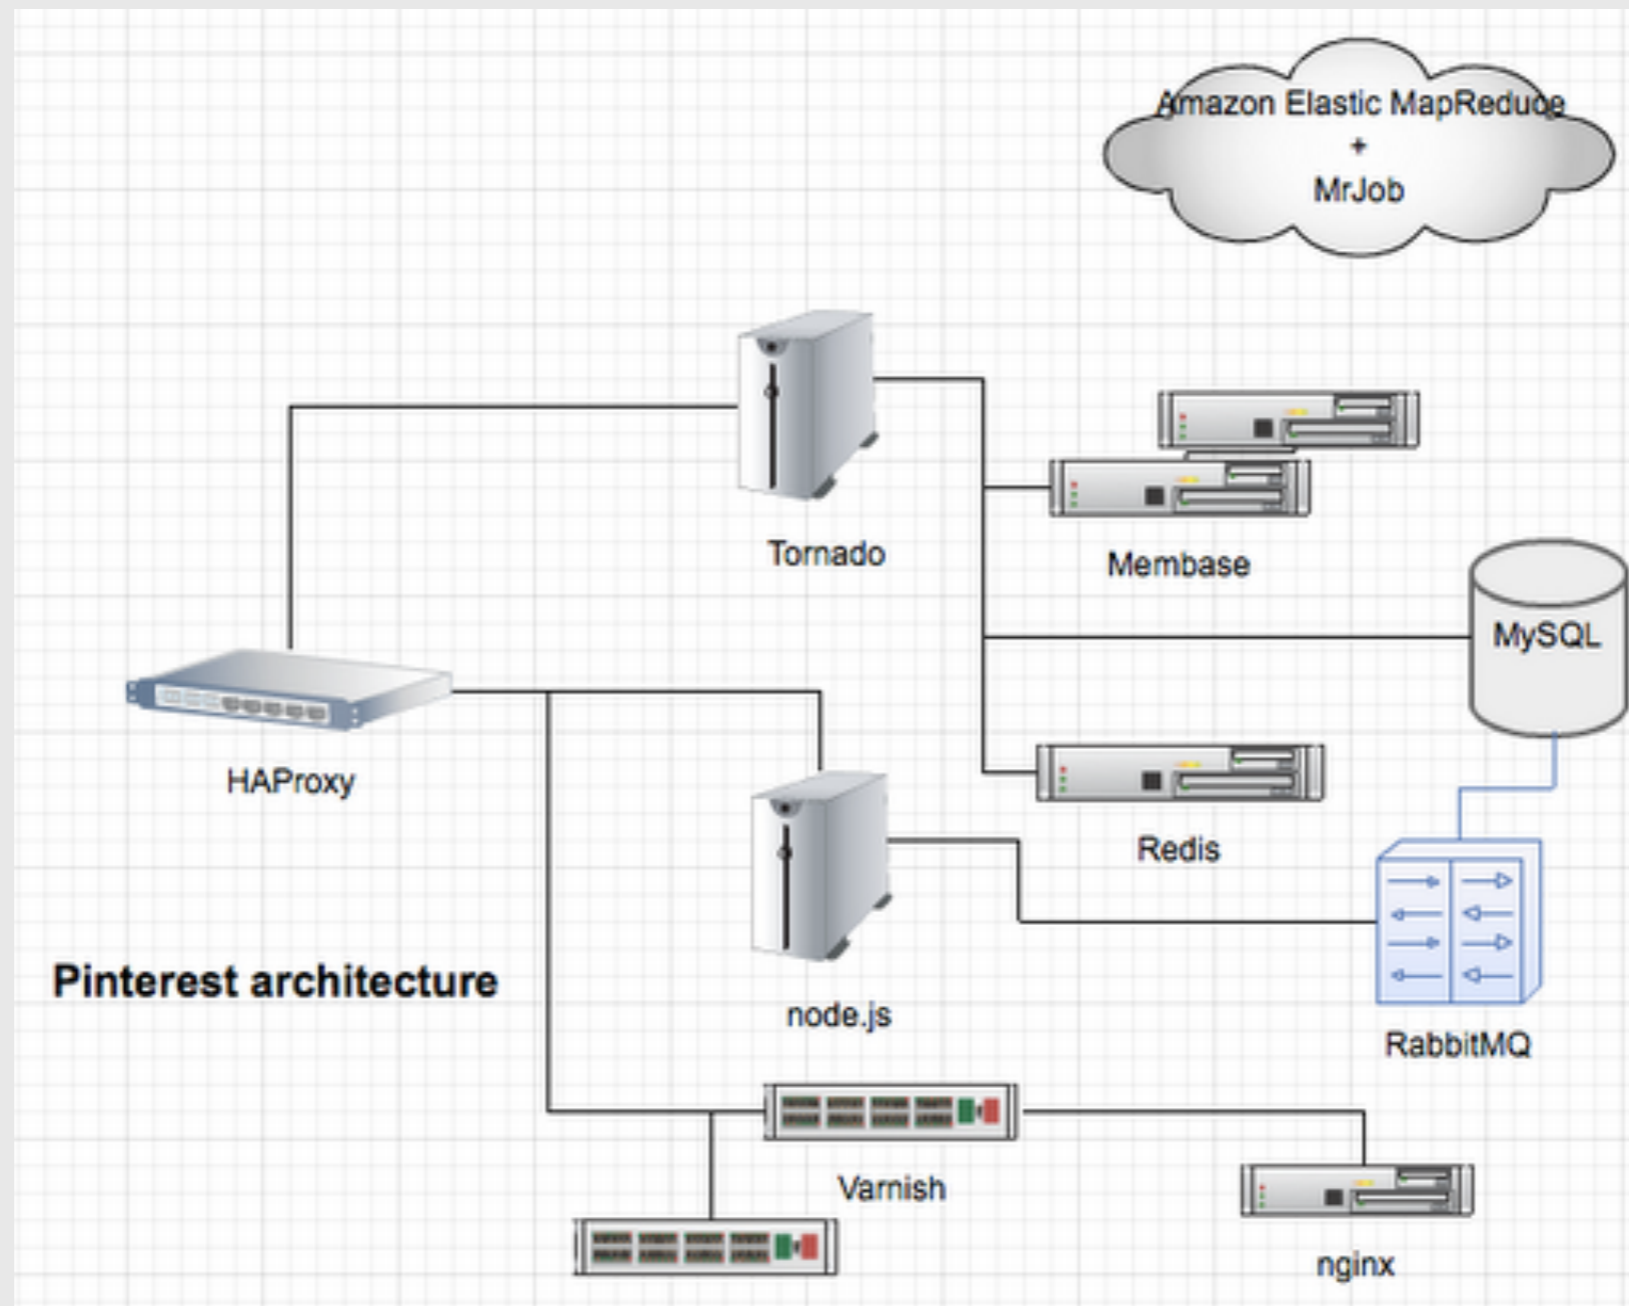 Amazon Elastic MapReduce
+
MrJob
Tornado
Membase
MySQL
HAProxy
Redis
Pinterest architecture
node.js
RabbitMQ
Varnish
nginx